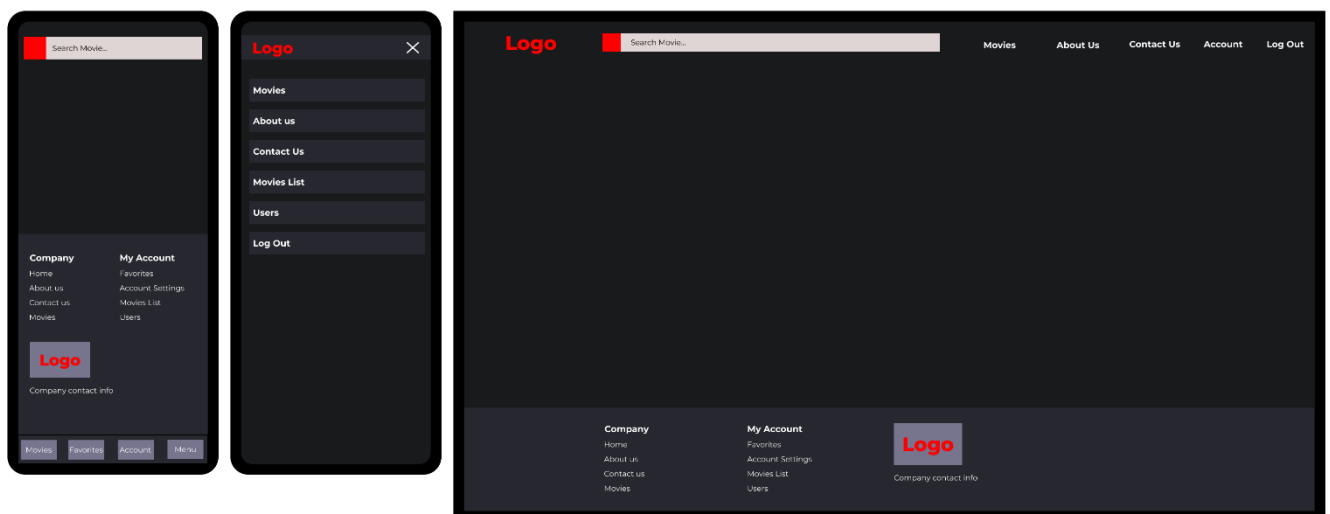 Search Movie...
Company
Home
About us
Contact us
Movies
My Account
Favorites
Account Settings
Movies List
Users
Logo
Company contact info
Movies
Favorites
Account
Menu
Logo
Movies
About us
Contact Us
Movies List
Users
Log Out
Logo
Search Movie...
Movies
About Us
Contact Us
Account
Log Out
Company
Home
About us
Contact us
Movies
My Account
Favorites
Account Settings
Movies List
Users
Logo
Company contact info